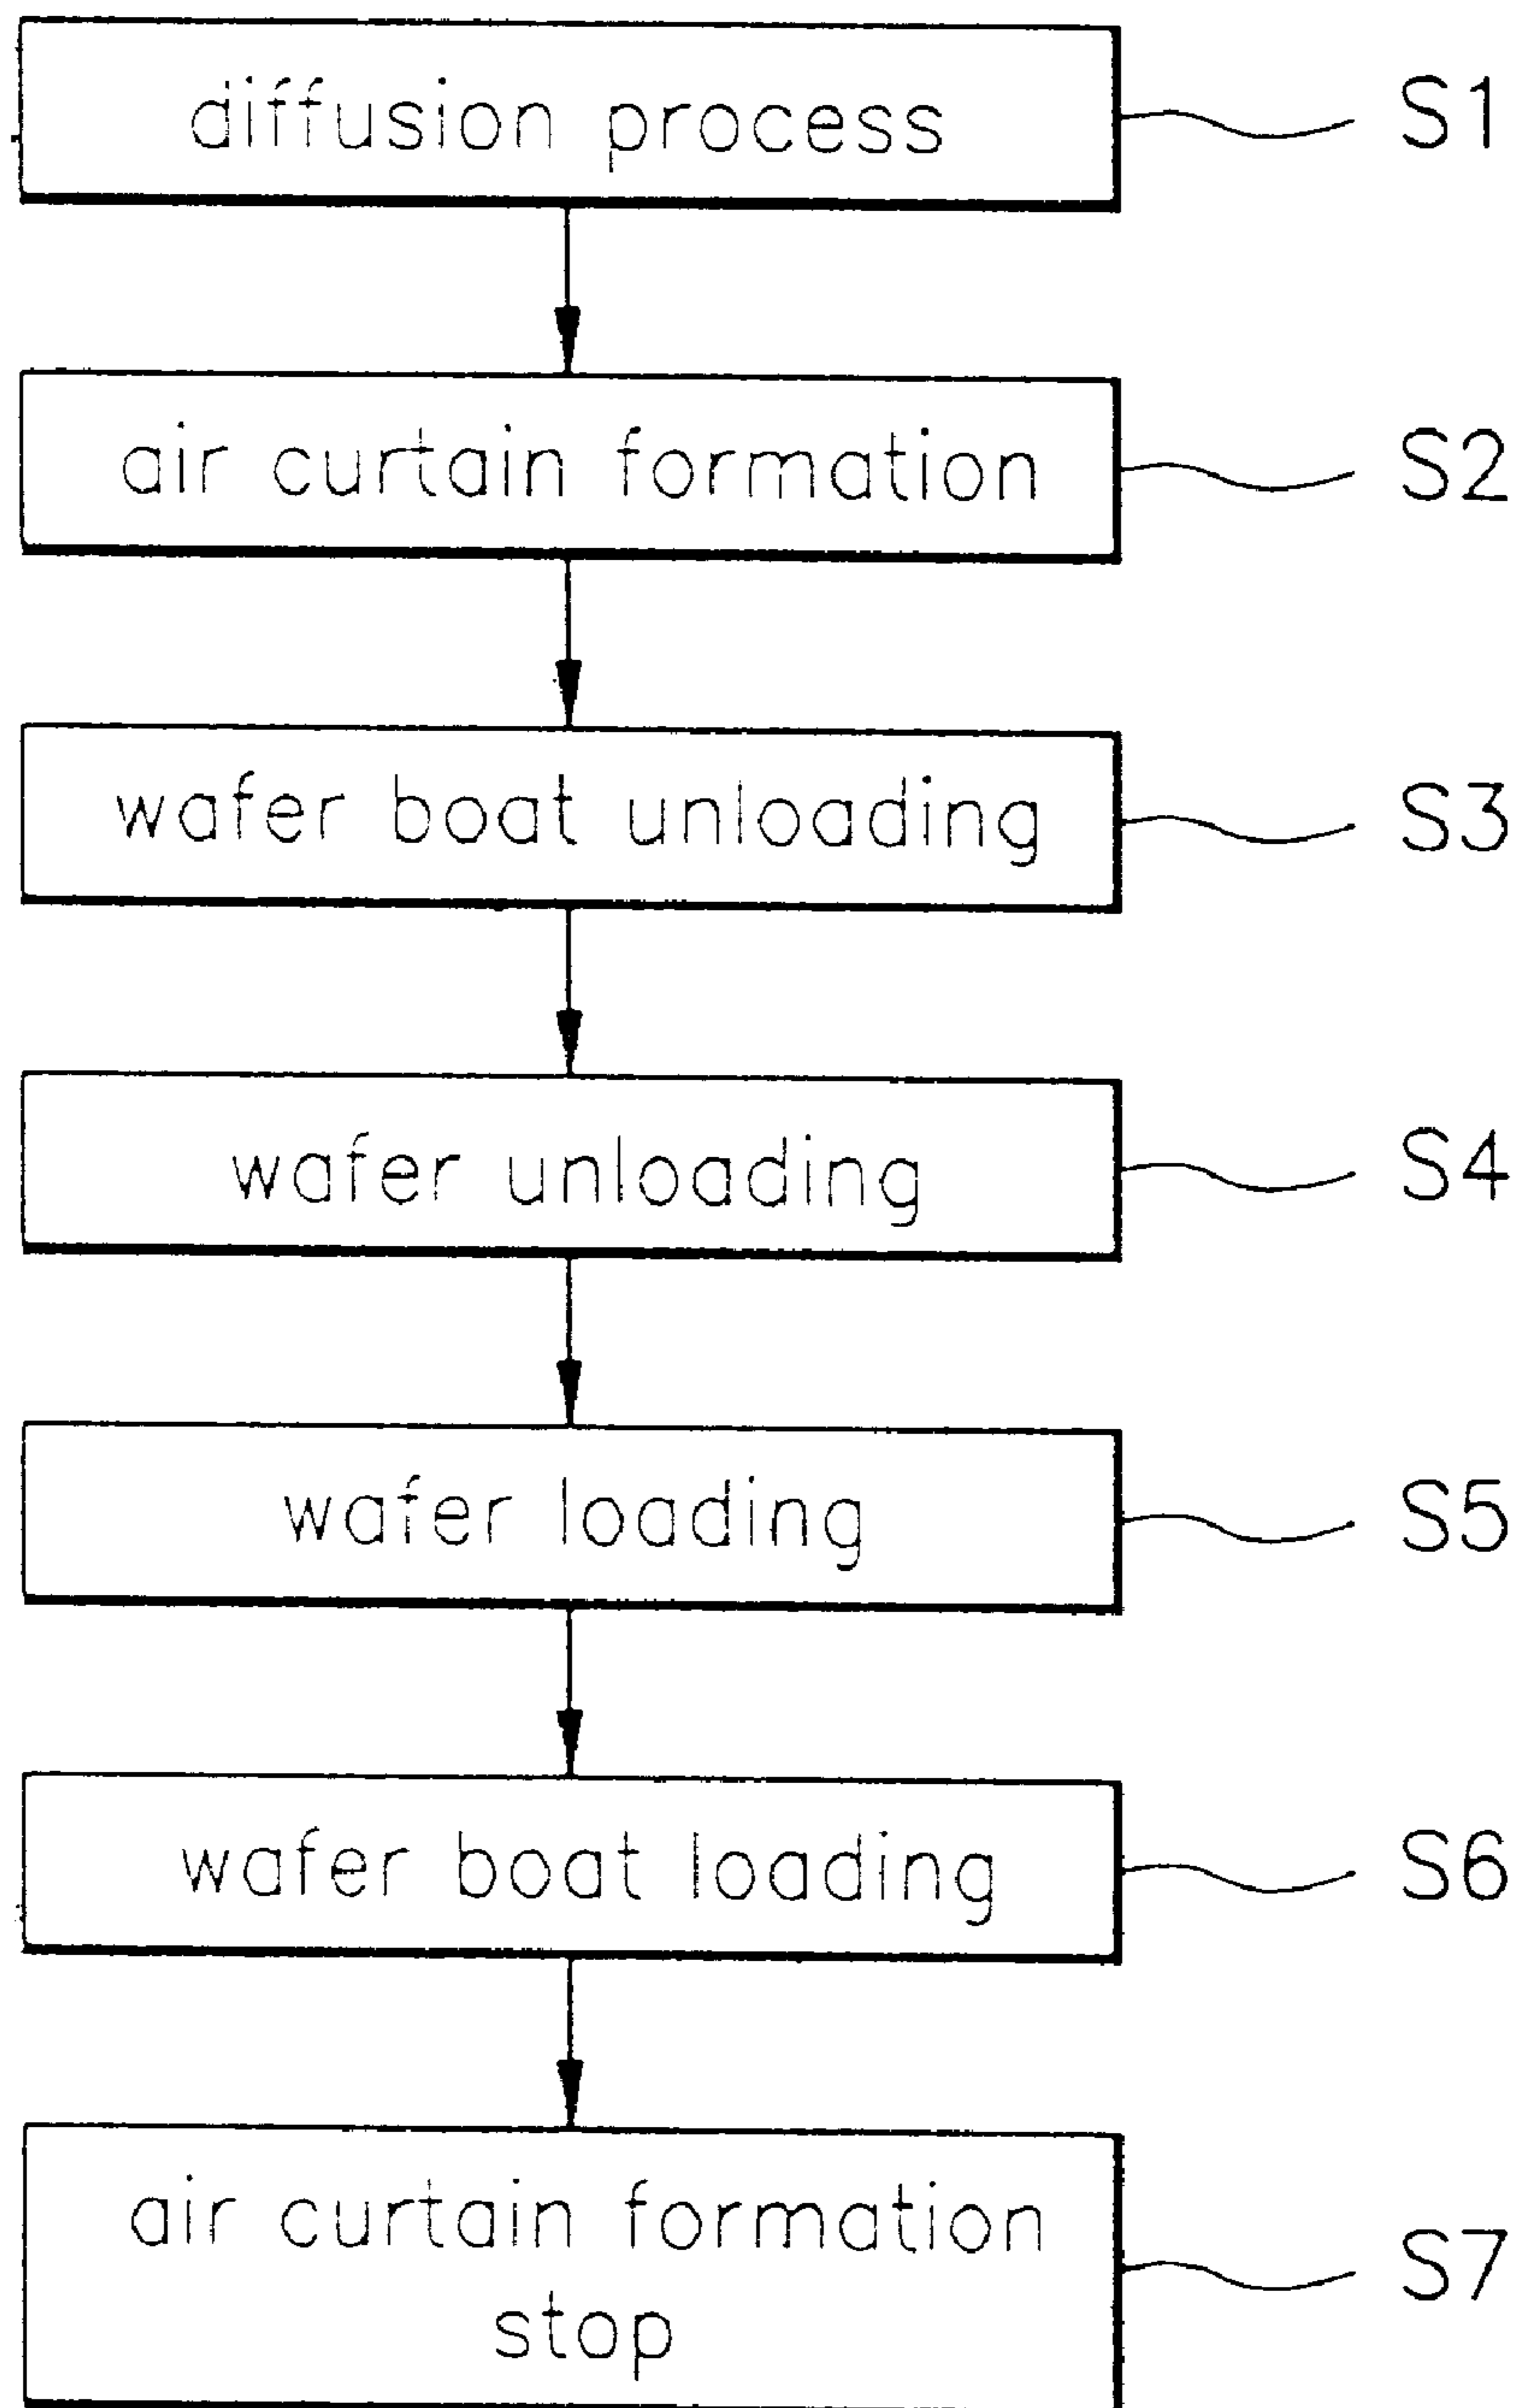 diffusion process S1
air curtain formation S2
wafer boat unloading S3
wafer unloading S4
wafer loading S5
wafer boat loading S6
air curtain formation
stop S7